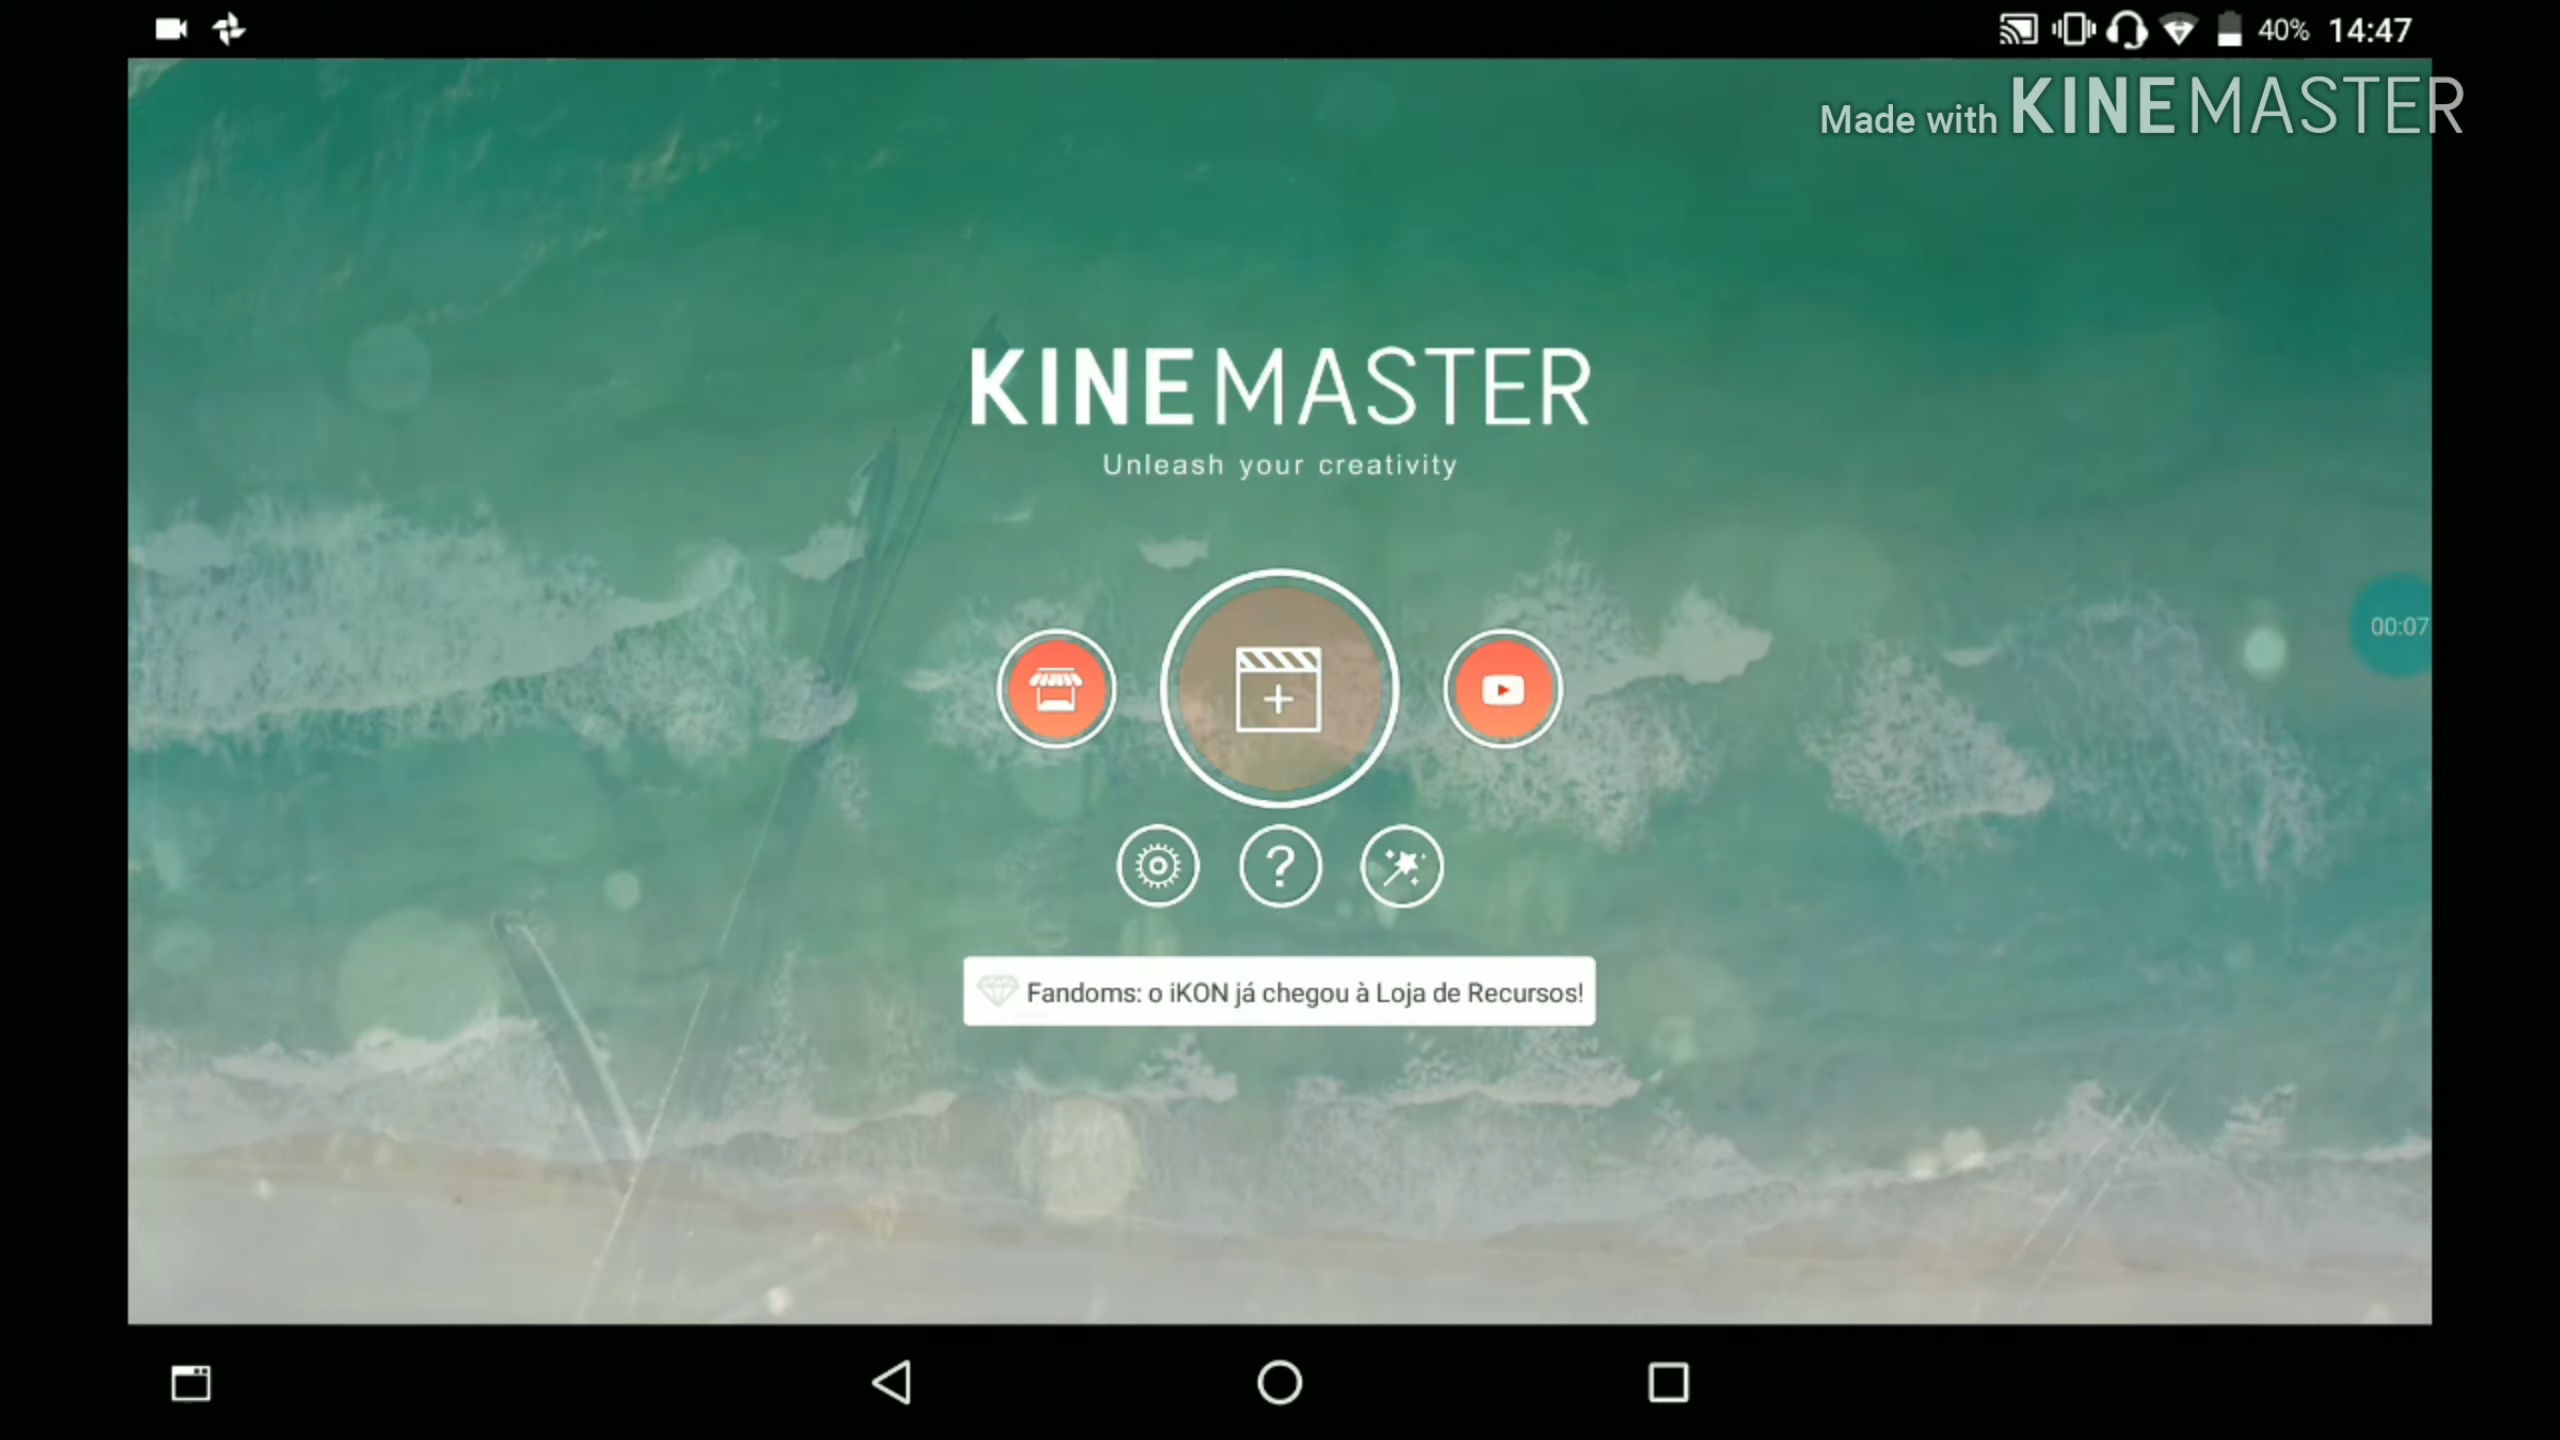 40% 14:47
Made with KINEMASTER
KINEMASTER
Unleash your creativity
00:07
?
Fandoms: o iKON já chegou à Loja de Recursos!